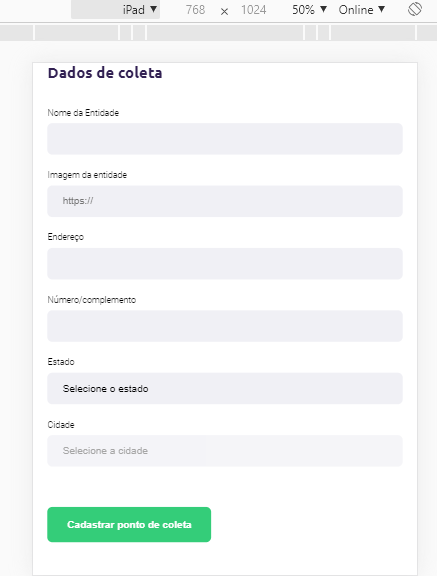 iPad ▼ 768 × 1024 50% ▼ Online ▼
Dados de coleta
Nome da Entidade
Imagem da entidade
https://
Endereço
Número/complemento
Estado
Selecione o estado
Cidade
Selecione a cidade
Cadastrar ponto de coleta